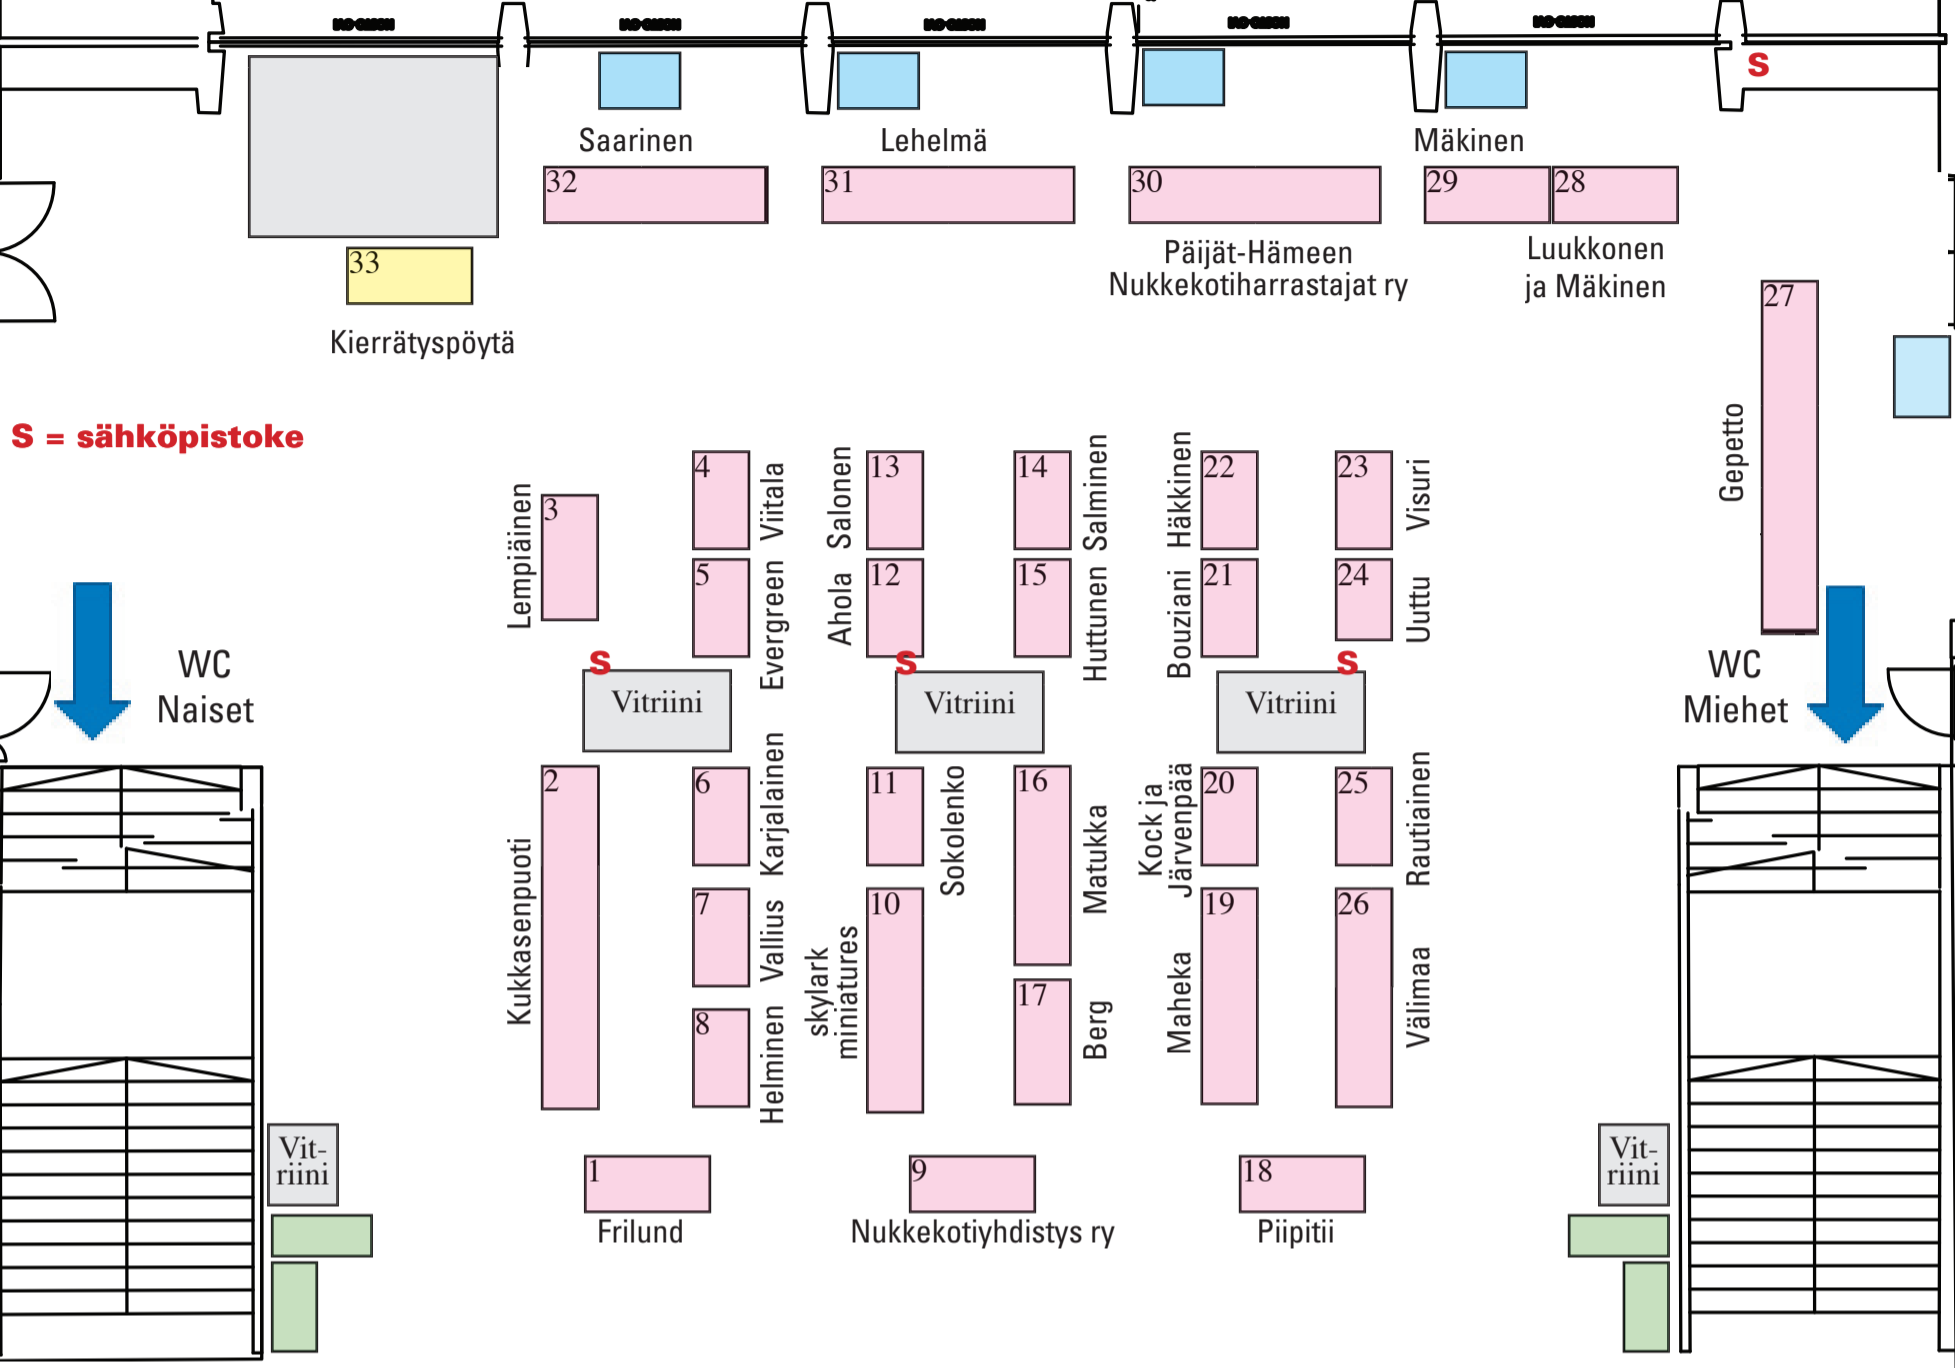 S
Saarinen
Lehelmä
Mäkinen
32
31
30
29
28
Päijät-Hämeen
Nukkekotiharrastajat ry
Luukkonen
ja Mäkinen
33
Kierrätyspöytä
27
Gepetto
S = sähköpistoke
3
Lempiäinen
4
Viitala
5
Evergreen
13
Salonen
12
Ahola
14
Salminen
15
Huttunen
22
Häkkinen
21
Bouziani
23
Visuri
24
Uuttu
S
Vitriini
S
Vitriini
S
Vitriini
WC
Naiset
WC
Miehet
2
Kukkasenpuoti
6
Karjalainen
7
Vallius
8
Helminen
11
Sokolenko
10
skylark
miniatures
16
Matukka
17
Berg
20
Kock ja
Järvenpää
19
Maheka
25
Rautiainen
26
Välimaa
Vit-
riini
Vit-
riini
1
Frilund
9
Nukkekotiyhdistys ry
18
Piipitii